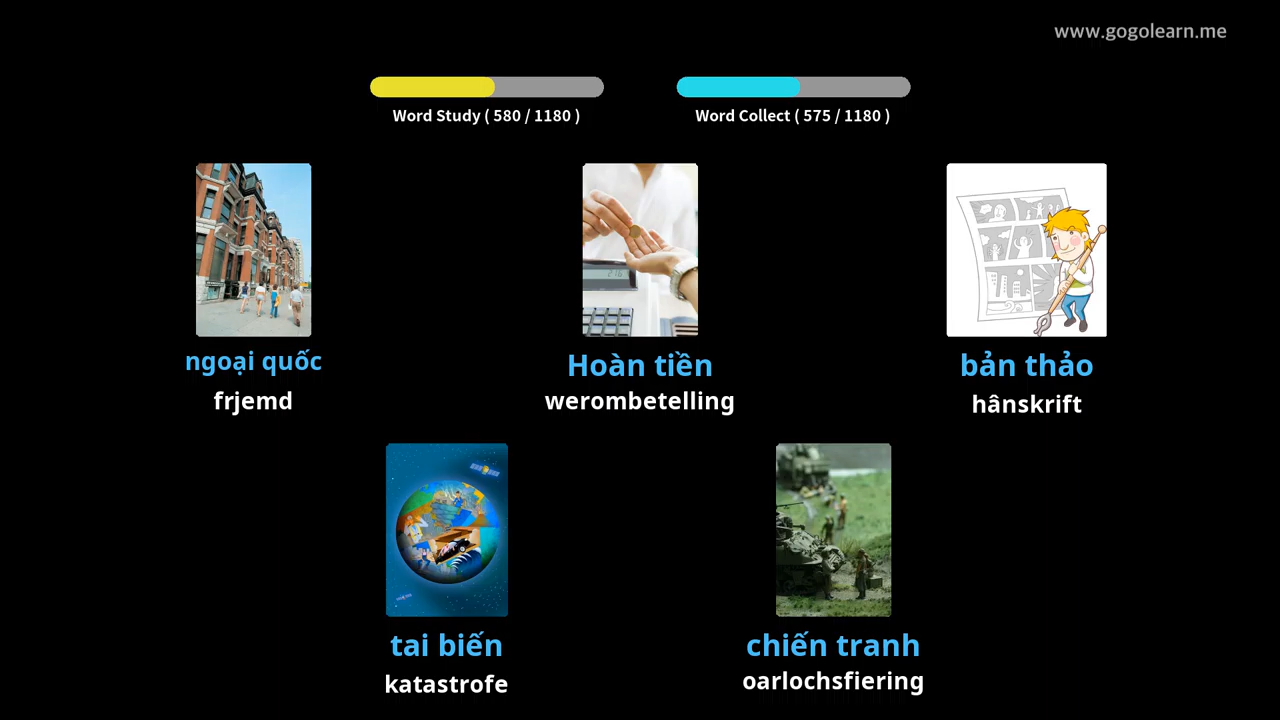 www.gogolearn.me
Word Study ( 580 / 1180 )
Word Collect ( 575 / 1180 )
ngoại quốc
frjemd
Hoàn tiền
werombetelling
bản thảo
hânskrift
tai biến
katastrofe
chiến tranh
oarlochsfiering